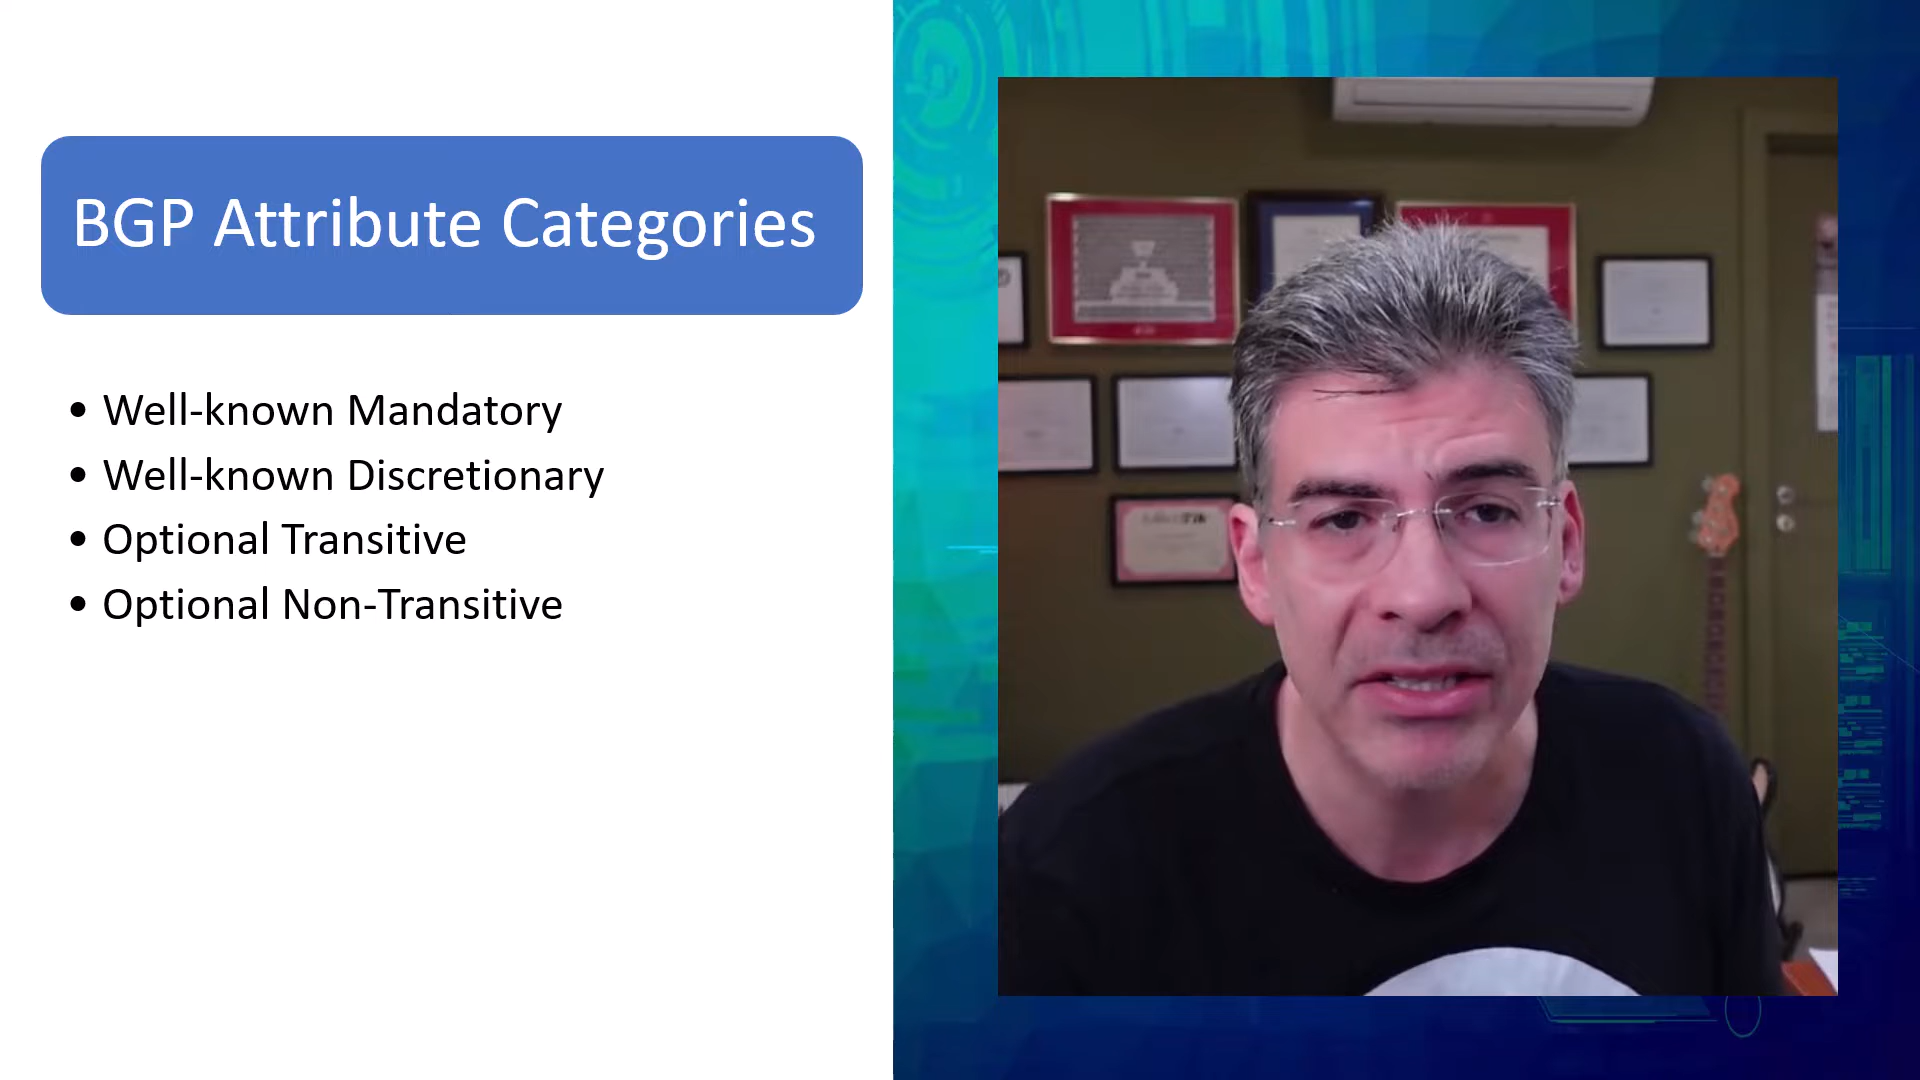 BGP Attribute Categories
• Well-known Mandatory
• Well-known Discretionary
• Optional Transitive
• Optional Non-Transitive